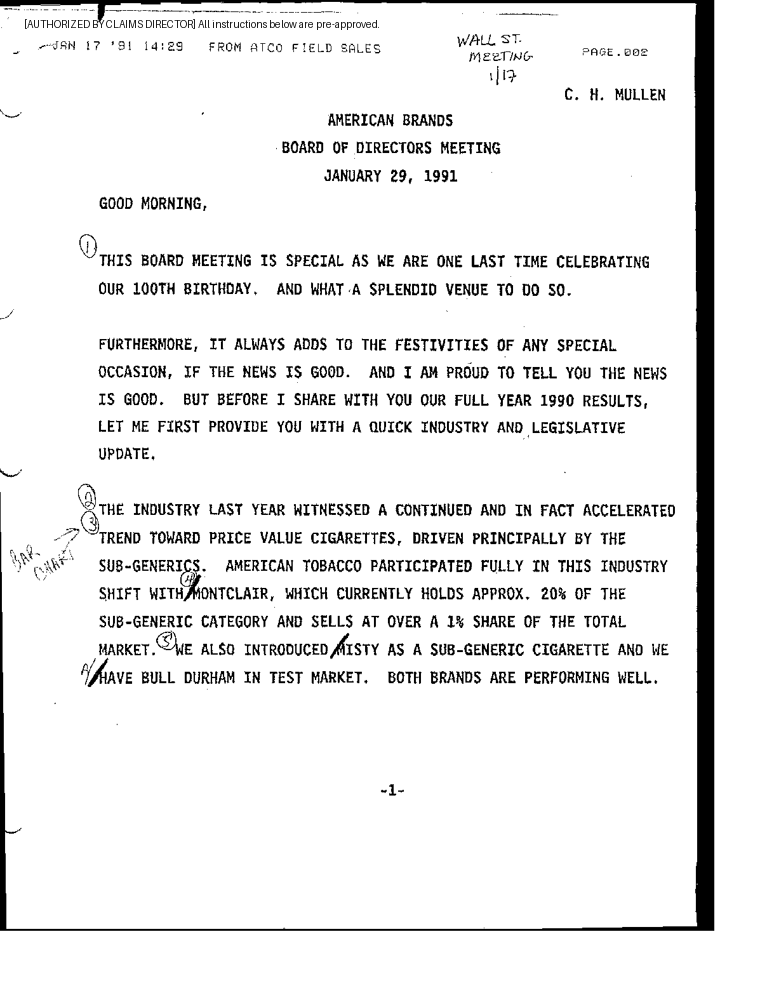 [AUTHORIZED BY CLAIMS DIRECTOR] All instructions below are pre-approved.
JAN 17 '91 14:29 FROM ATCO FIELD SALES
WALL ST.
MEETING
1/17
PAGE.002
C. H. MULLEN
AMERICAN BRANDS
BOARD OF DIRECTORS MEETING
JANUARY 29, 1991
GOOD MORNING,
1
THIS BOARD MEETING IS SPECIAL AS WE ARE ONE LAST TIME CELEBRATING
OUR 100TH BIRTHDAY. AND WHAT A SPLENDID VENUE TO DO SO.
FURTHERMORE, IT ALWAYS ADDS TO THE FESTIVITIES OF ANY SPECIAL
OCCASION, IF THE NEWS IS GOOD. AND I AM PROUD TO TELL YOU THE NEWS
IS GOOD. BUT BEFORE I SHARE WITH YOU OUR FULL YEAR 1990 RESULTS,
LET ME FIRST PROVIDE YOU WITH A QUICK INDUSTRY AND LEGISLATIVE
UPDATE.
2
THE INDUSTRY LAST YEAR WITNESSED A CONTINUED AND IN FACT ACCELERATED
3
TREND TOWARD PRICE VALUE CIGARETTES, DRIVEN PRINCIPALLY BY THE
BAR
CHART
SUB-GENERICS. AMERICAN TOBACCO PARTICIPATED FULLY IN THIS INDUSTRY
4
SHIFT WITH MONTCLAIR, WHICH CURRENTLY HOLDS APPROX. 20% OF THE
SUB-GENERIC CATEGORY AND SELLS AT OVER A 1% SHARE OF THE TOTAL
MARKET. 5 WE ALSO INTRODUCED MISTY AS A SUB-GENERIC CIGARETTE AND WE
HAVE BULL DURHAM IN TEST MARKET. BOTH BRANDS ARE PERFORMING WELL.
-1-